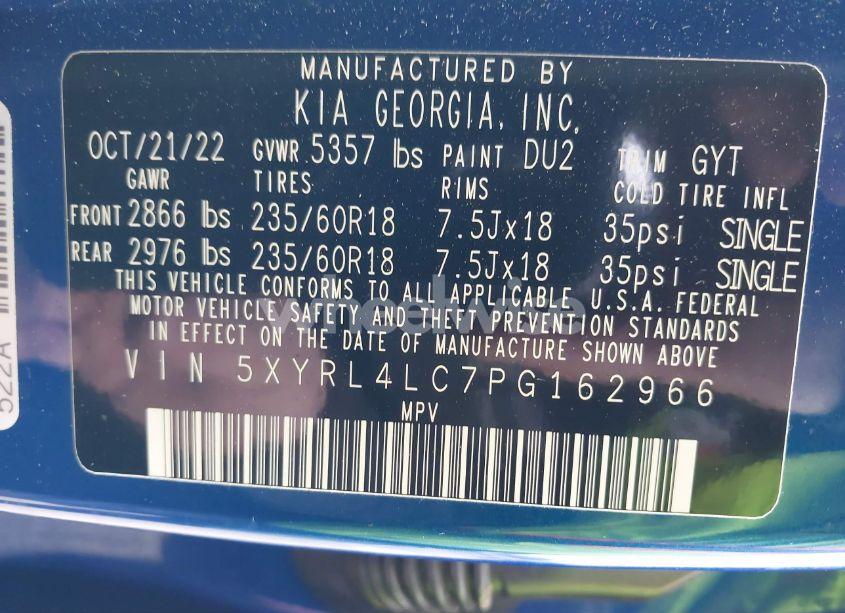 MANUFACTURED BY
KIA GEORGIA, INC.
OCT/21/22 GVWR 5357 lbs PAINT DU2 TRIM GYT
GAWR TIRES RIMS COLD TIRE INFL
FRONT 2866 lbs 235/60R18 7.5Jx18 35psi SINGLE
REAR 2976 lbs 235/60R18 7.5Jx18 35psi SINGLE
THIS VEHICLE CONFORMS TO ALL APPLICABLE U.S.A. FEDERAL
MOTOR VEHICLE SAFETY AND THEFT PREVENTION STANDARDS
IN EFFECT ON THE DATE OF MANUFACTURE SHOWN ABOVE
VIN 5XYRL4LC7PG162966
MPV
522A
wheelwise